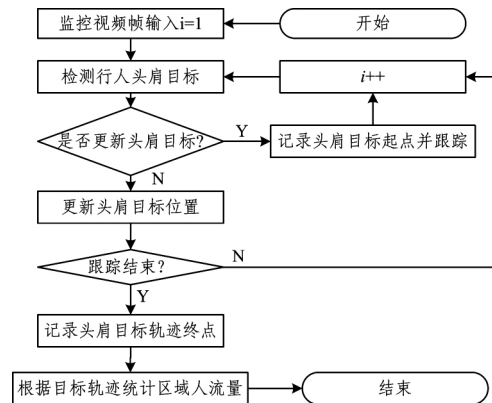 监控视频帧输入i=1
开始
检测行人头肩目标
i++
是否更新头肩目标?
Y
记录头肩目标起点并跟踪
N
更新头肩目标位置
跟踪结束?
N
Y
记录头肩目标轨迹终点
根据目标轨迹统计区域人流量
结束